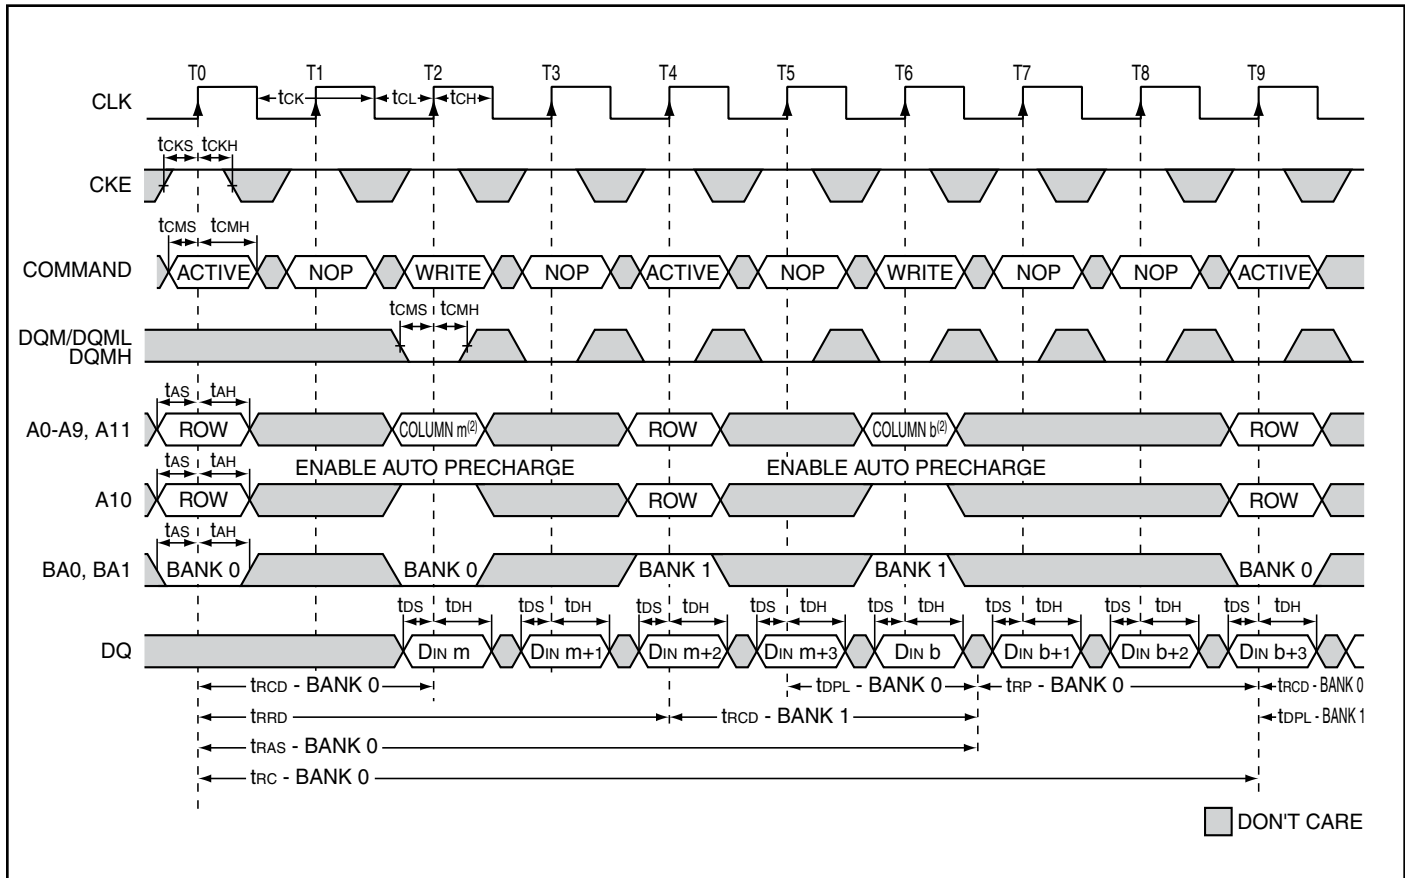 T0 T1 T2 T3 T4 T5 T6 T7 T8 T9
CLK tCK tCL tCH
tCKS tCKH
CKE
tCMS tCMH
COMMAND ACTIVE NOP WRITE NOP ACTIVE NOP WRITE NOP NOP ACTIVE
tCMS tCMH
DQM/DQML
DQMH
tAS tAH
A0-A9, A11 ROW COLUMN m(2) ROW COLUMN b(2) ROW
tAS tAH ENABLE AUTO PRECHARGE ENABLE AUTO PRECHARGE
A10 ROW ROW ROW
tAS tAH
BA0, BA1 BANK 0 BANK 0 BANK 1 BANK 1 BANK 0
tDS tDH tDS tDH tDS tDH tDS tDH tDS tDH tDS tDH tDS tDH tDS tDH
DQ DIN m DIN m+1 DIN m+2 DIN m+3 DIN b DIN b+1 DIN b+2 DIN b+3
tRCD - BANK 0 tDPL - BANK 0 tRP - BANK 0 tRCD - BANK 0
tRRD tRCD - BANK 1 tDPL - BANK 1
tRAS - BANK 0
tRC - BANK 0
DON'T CARE